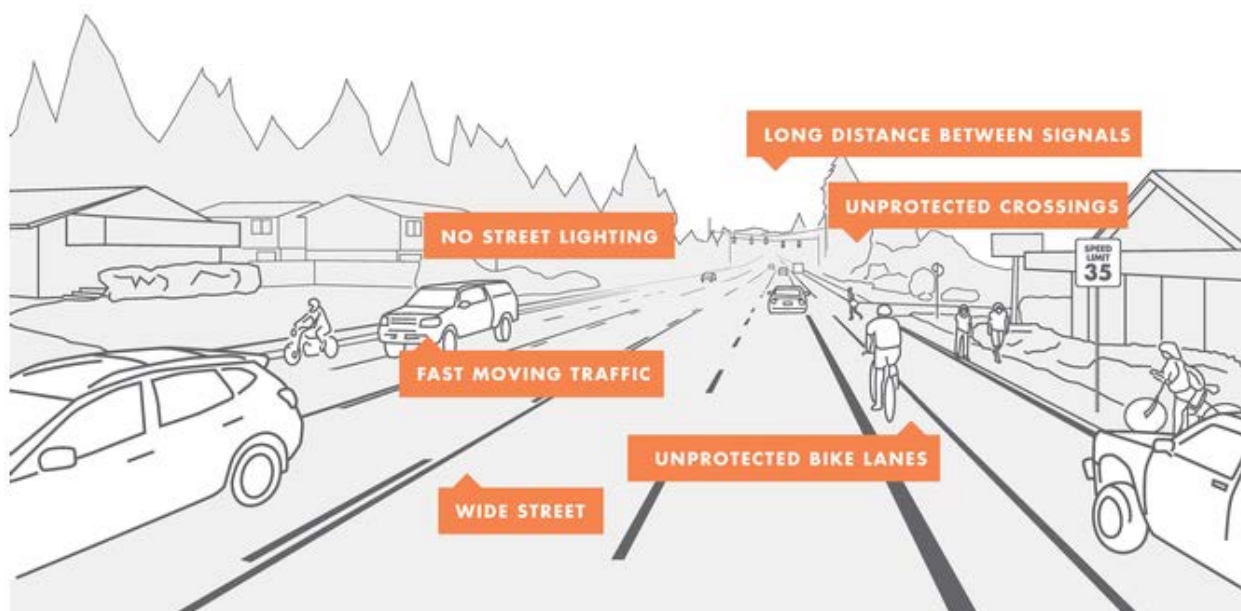 LONG DISTANCE BETWEEN SIGNALS
UNPROTECTED CROSSINGS
NO STREET LIGHTING
SPEED
LIMIT
35
FAST MOVING TRAFFIC
UNPROTECTED BIKE LANES
WIDE STREET